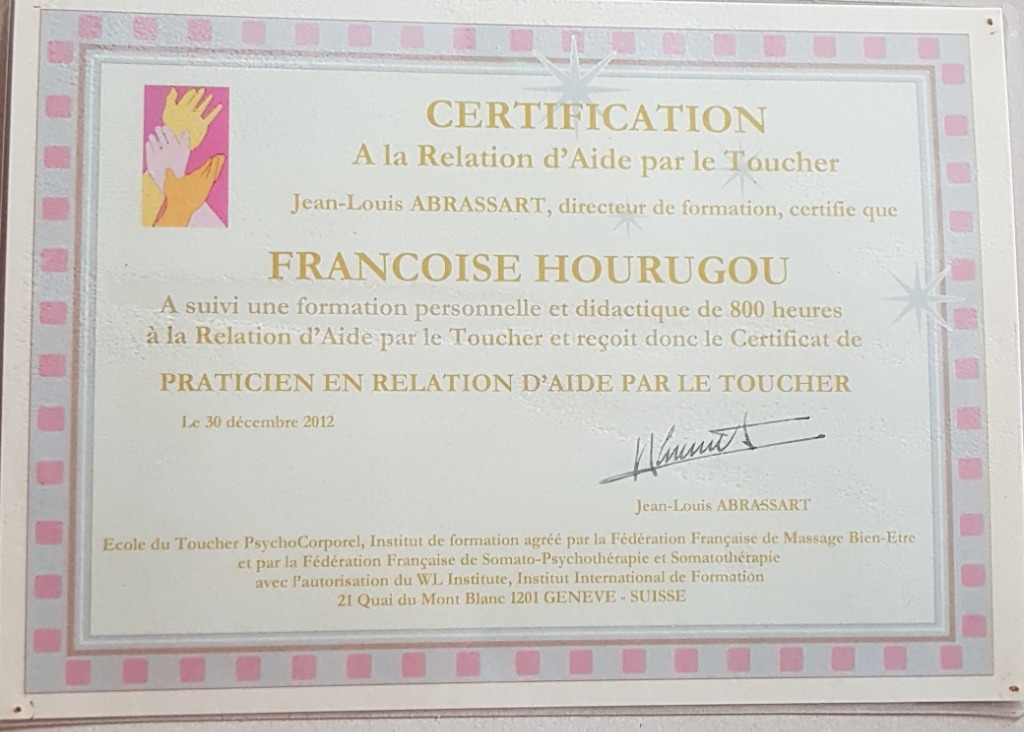 CERTIFICATION
A la Relation d'Aide par le Toucher
Jean-Louis ABRASSART, directeur de formation, certifie que
FRANCOISE HOURUGOU
A suivi une formation personnelle et didactique de 800 heures
à la Relation d'Aide par le Toucher et reçoit donc le Certificat de
PRATICIEN EN RELATION D'AIDE PAR LE TOUCHER
Le 30 décembre 2012
Jean-Louis ABRASSART
Ecole du Toucher PsychoCorporel, Institut de formation agréé par la Fédération Française de Massage Bien-Etre
et par la Fédération Française de Somato-Psychothérapie et Somatothérapie
avec l'autorisation du WL Institute, Institut International de Formation
21 Quai du Mont Blanc 1201 GENEVE - SUISSE